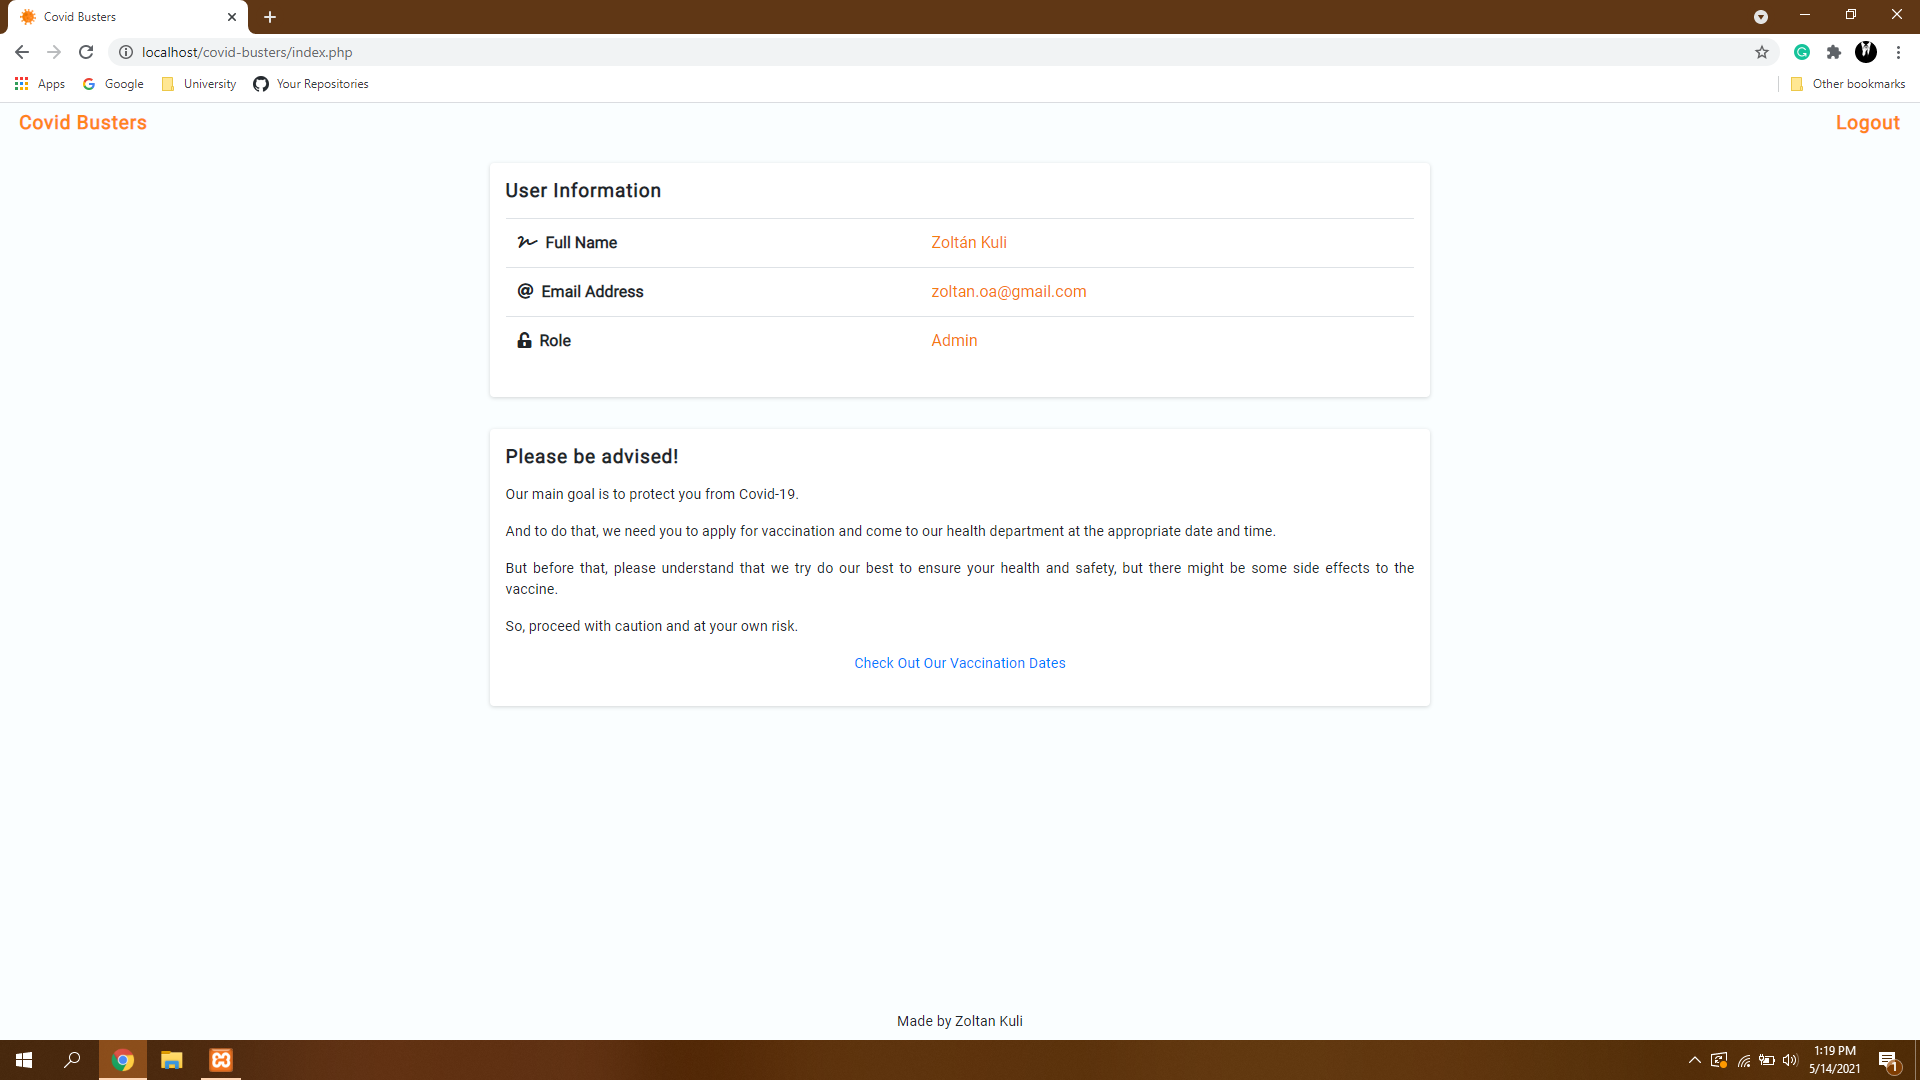 Covid Busters
localhost/covid-busters/index.php
Apps Google University Your Repositories Other bookmarks
Covid Busters Logout
User Information
Full Name Zoltán Kuli
@ Email Address zoltan.oa@gmail.com
Role Admin
Please be advised!
Our main goal is to protect you from Covid-19.
And to do that, we need you to apply for vaccination and come to our health department at the appropriate date and time.
But before that, please understand that we try do our best to ensure your health and safety, but there might be some side effects to the
vaccine.
So, proceed with caution and at your own risk.
Check Out Our Vaccination Dates
Made by Zoltan Kuli
1:19 PM
5/14/2021
1